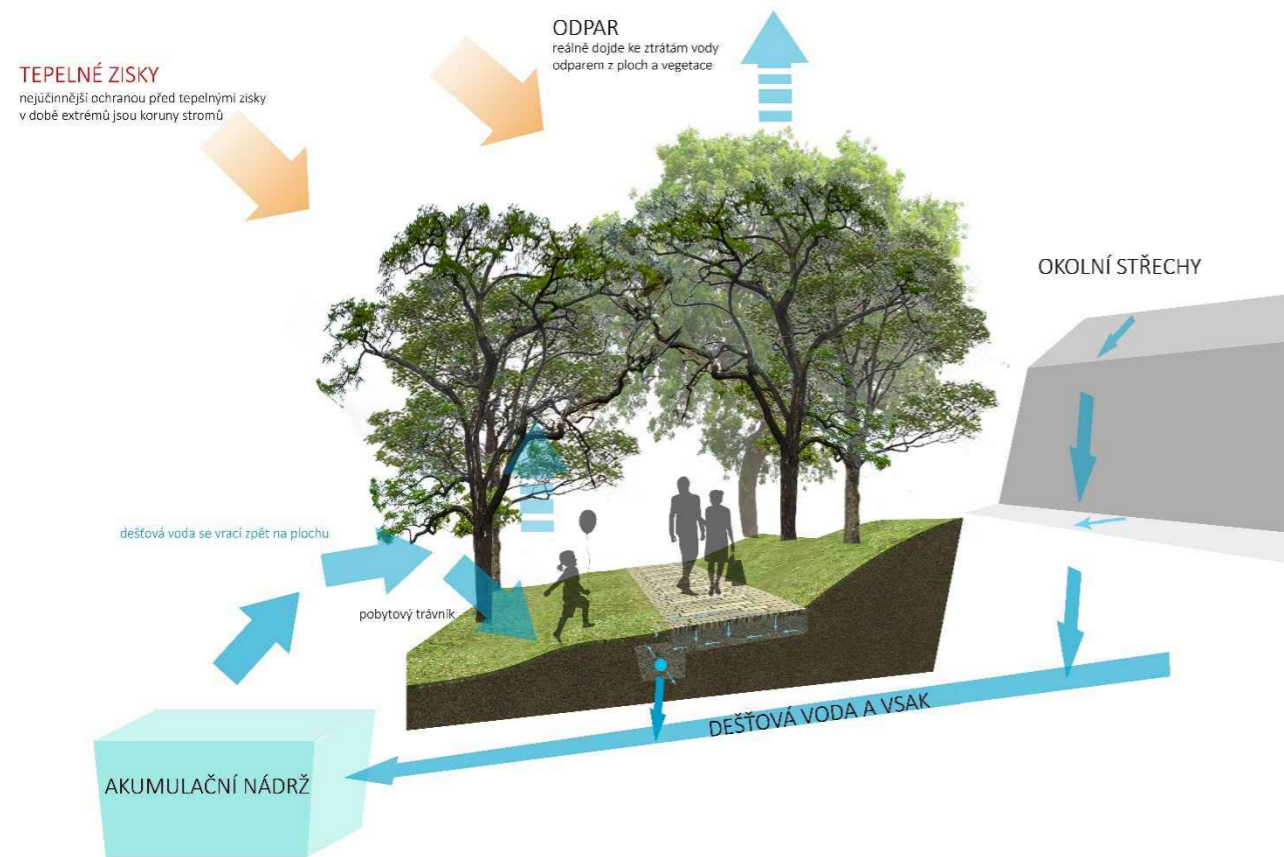 ODPAR
reálně dojde ke ztrátám vody
odparem z ploch a vegetace
TEPELNÉ ZISKY
nejúčinnější ochranou před tepelnými zisky
v době extrémů jsou koruny stromů
OKOLNÍ STŘECHY
dešťová voda se vrací zpět na plochu
pobytový trávník
DEŠŤOVÁ VODA A VSAK
AKUMULAČNÍ NÁDRŽ